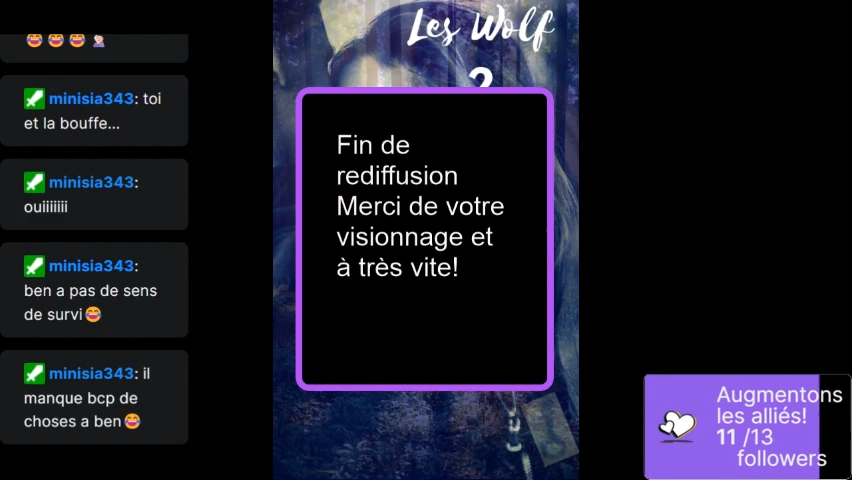 😂 😂 😂 🤦🏻‍♀️
minisia343: toi
et la bouffe...
minisia343:
ouiiiiiii
minisia343:
ben a pas de sens
de survi😂
minisia343: il
manque bcp de
choses a ben😂
Les Wolf
2
Fin de
rediffusion
Merci de votre
visionnage et
à très vite!
Augmentons
les alliés!
11 /13
followers